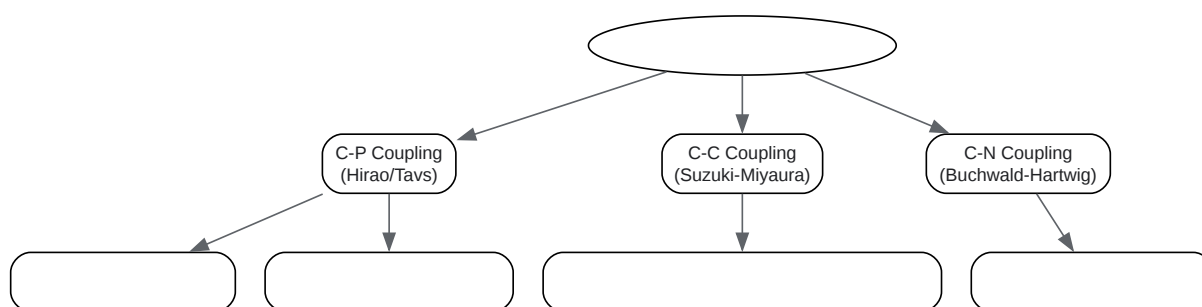 C-P Coupling
(Hirao/Tavs)
C-C Coupling
(Suzuki-Miyaura)
C-N Coupling
(Buchwald-Hartwig)